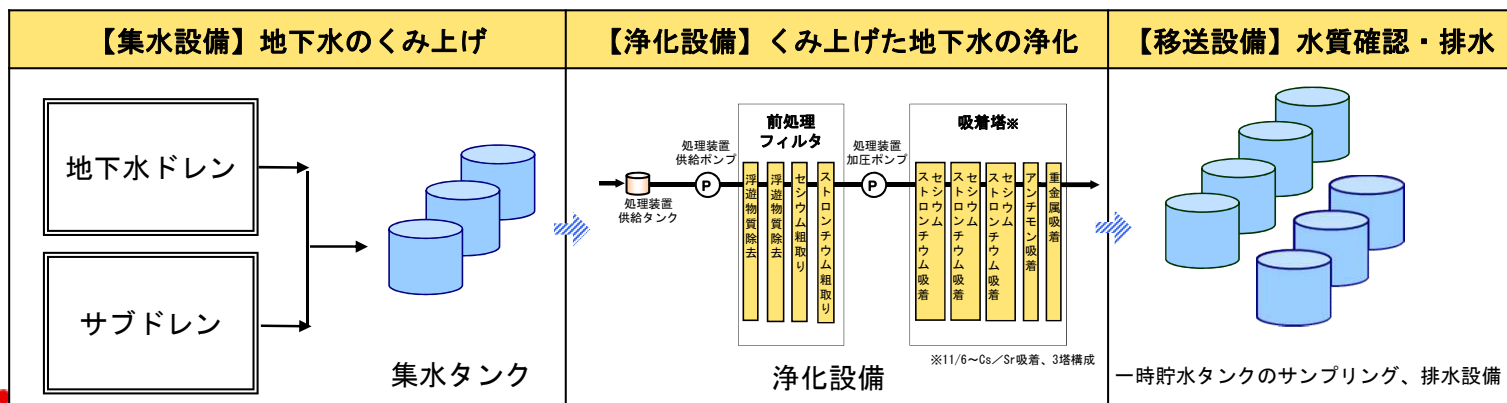 【集水設備】地下水のくみ上げ
地下水ドレン
サブドレン
集水タンク
【浄化設備】くみ上げた地下水の浄化
処理装置
供給タンク
処理装置
供給ポンプ
P
前処理
フィルタ
浮遊物質除去
浮遊物質除去
セシウム粗取り
ストロンチウム粗取り
処理装置
加圧ポンプ
P
吸着塔※
セシウム
ストロンチウム吸着
セシウム
ストロンチウム吸着
セシウム
ストロンチウム吸着
アンチモン吸着
重金属吸着
※11/6～Cs／Sr吸着、3塔構成
浄化設備
【移送設備】水質確認・排水
一時貯水タンクのサンプリング、排水設備